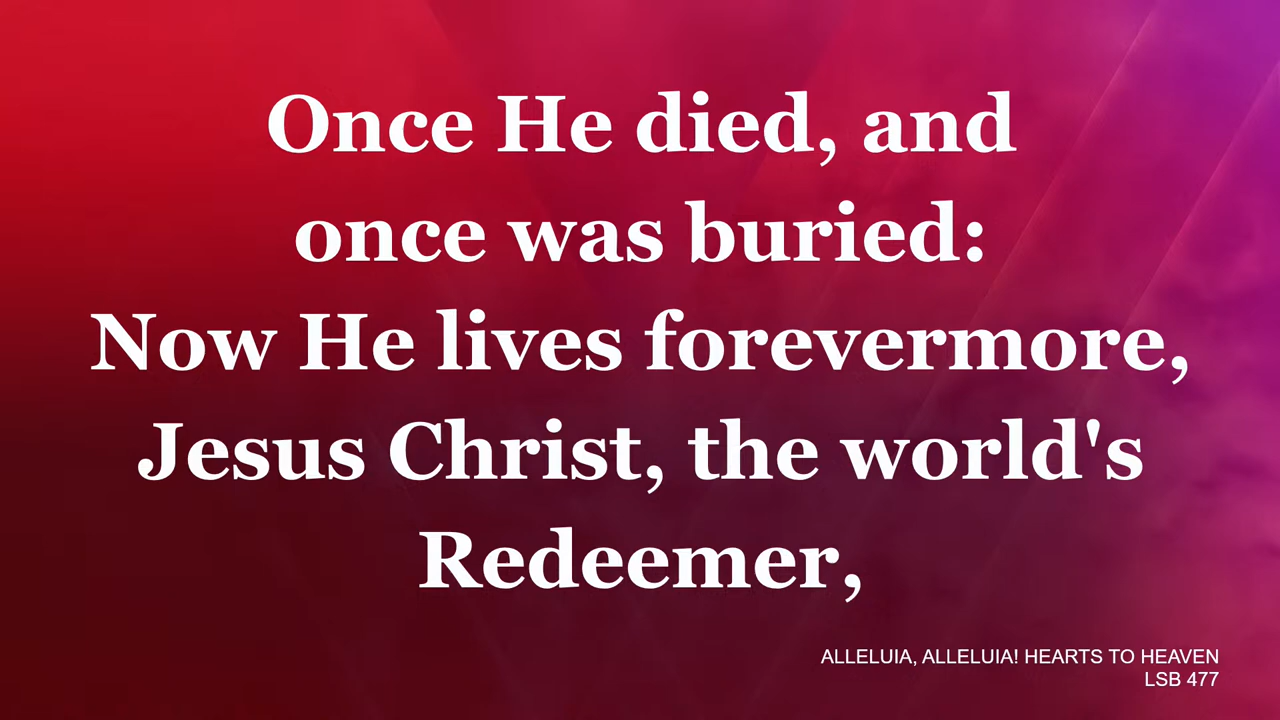 Once He died, and
once was buried:
Now He lives forevermore,
Jesus Christ, the world's
Redeemer,
ALLELUIA, ALLELUIA! HEARTS TO HEAVEN
LSB 477